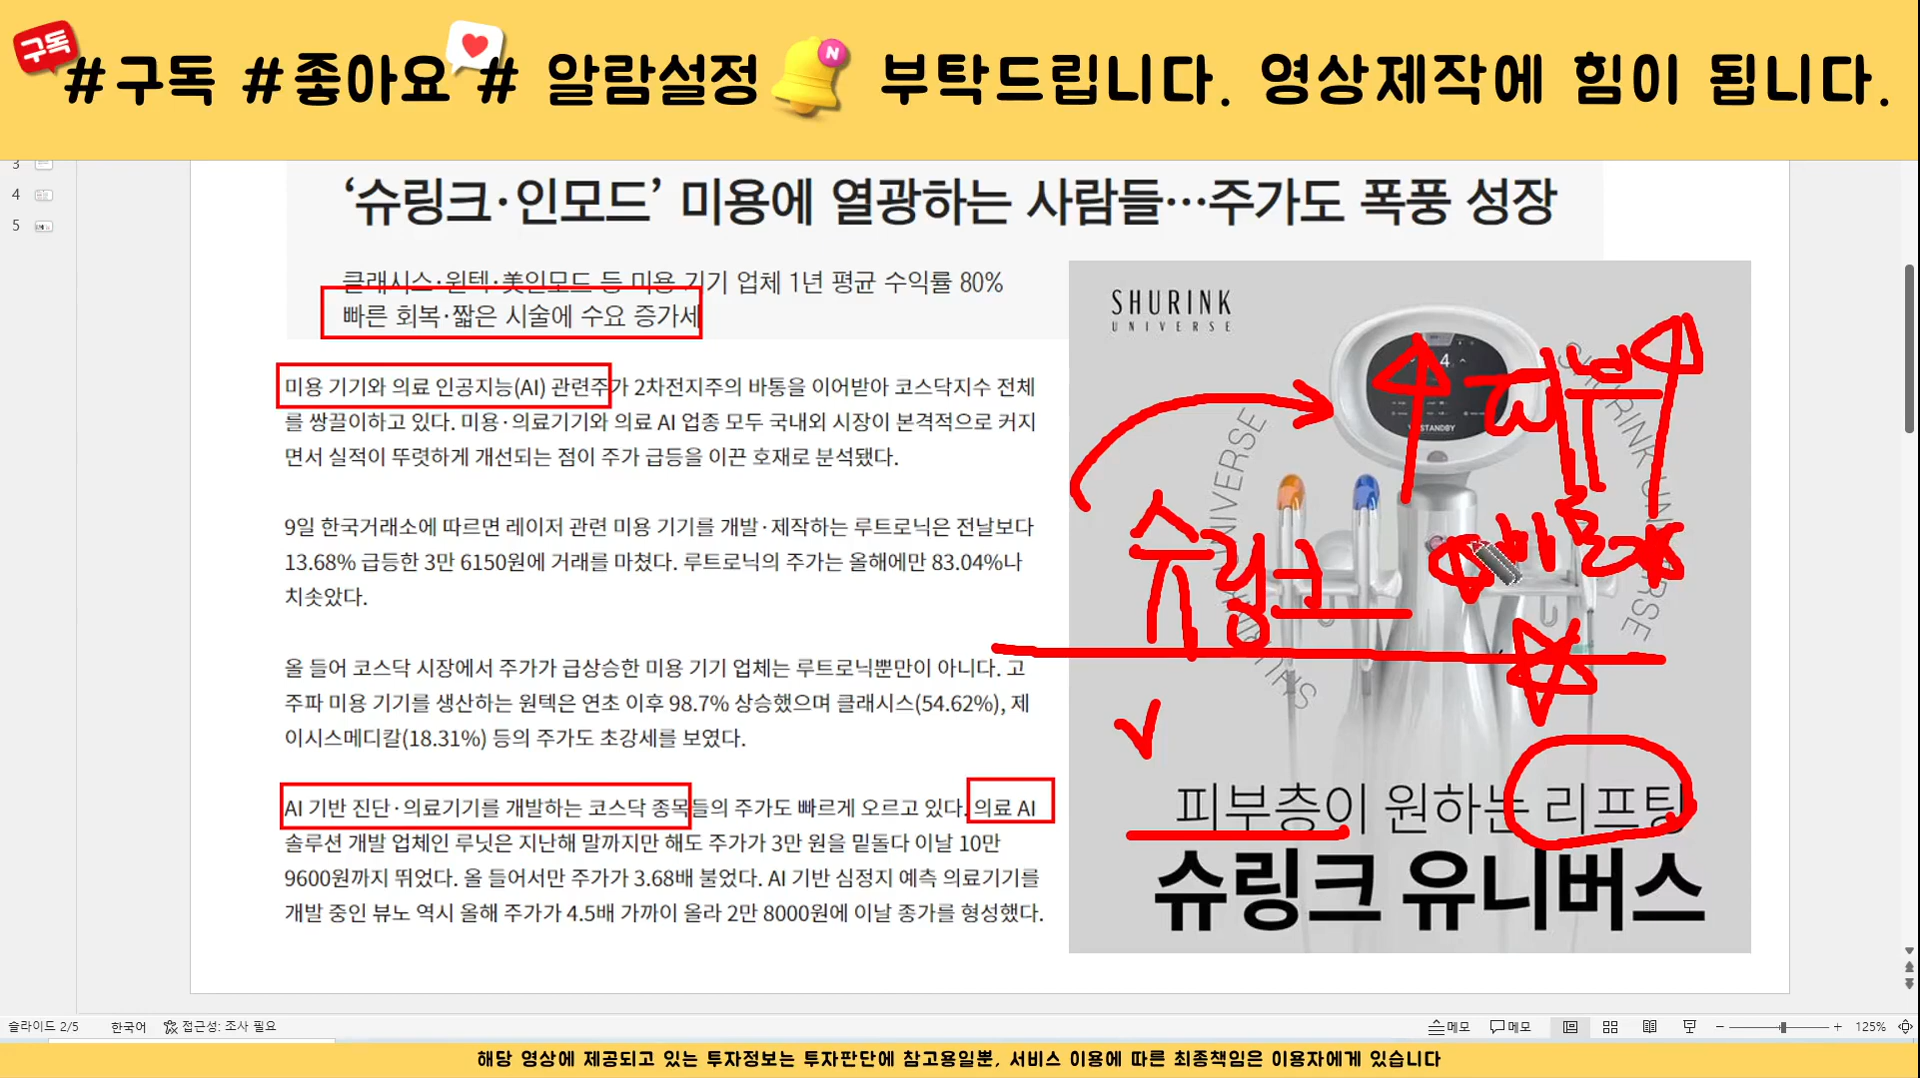 구독
#구독 #좋아요 # 알람설정 N 부탁드립니다. 영상제작에 힘이 됩니다.
3
4
5
‘슈링크·인모드’ 미용에 열광하는 사람들…주가도 폭풍 성장
클래시스·원텍·美인모드 등 미용 기기 업체 1년 평균 수익률 80%
빠른 회복·짧은 시술에 수요 증가세
미용 기기와 의료 인공지능(AI) 관련주가 2차전지주의 바통을 이어받아 코스닥지수 전체
를 쌍끌이하고 있다. 미용·의료기기와 의료 AI 업종 모두 국내외 시장이 본격적으로 커지
면서 실적이 뚜렷하게 개선되는 점이 주가 급등을 이끈 호재로 분석됐다.
9일 한국거래소에 따르면 레이저 관련 미용 기기를 개발·제작하는 루트로닉은 전날보다
13.68% 급등한 3만 6150원에 거래를 마쳤다. 루트로닉의 주가는 올해에만 83.04%나
치솟았다.
올 들어 코스닥 시장에서 주가가 급상승한 미용 기기 업체는 루트로닉뿐만이 아니다. 고
주파 미용 기기를 생산하는 원텍은 연초 이후 98.7% 상승했으며 클래시스(54.62%), 제
이시스메디칼(18.31%) 등의 주가도 초강세를 보였다.
AI 기반 진단·의료기기를 개발하는 코스닥 종목들의 주가도 빠르게 오르고 있다. 의료 AI
솔루션 개발 업체인 루닛은 지난해 말까지만 해도 주가가 3만 원을 밑돌다 이날 10만
9600원까지 뛰었다. 올 들어서만 주가가 3.68배 불었다. AI 기반 심정지 예측 의료기기를
개발 중인 뷰노 역시 올해 주가가 4.5배 가까이 올라 2만 8000원에 이날 종가를 형성했다.
SHURINK
UNIVERSE
4
STANDBY
SHURINK UNIVERSE
피부
슈링크
피부층이 원하는 리프팅
슈링크 유니버스
슬라이드 2/5 한국어 접근성: 조사 필요 메모 메모 125%
해당 영상에 제공되고 있는 투자정보는 투자판단에 참고용일뿐, 서비스 이용에 따른 최종책임은 이용자에게 있습니다